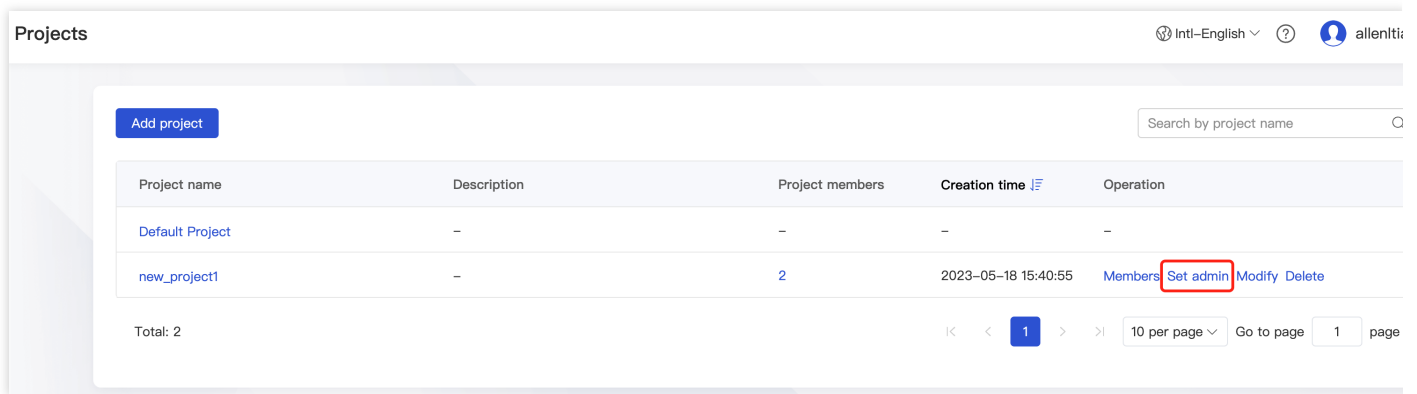 Projects
Intl-English
?
Add project
Search by project name
Project name Description Project members Creation time Operation
Default Project – – – –
new_project1 – 2 2023-05-18 15:40:55 Members Set admin Modify Delete
Total: 2
1 10 per page Go to page 1 page